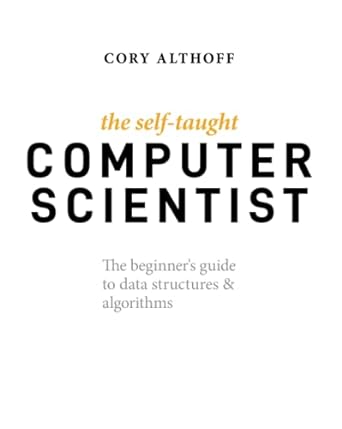 CORY ALTHOFF
the self-taught
COMPUTER
SCIENTIST
The beginner's guide
to data structures &
algorithms